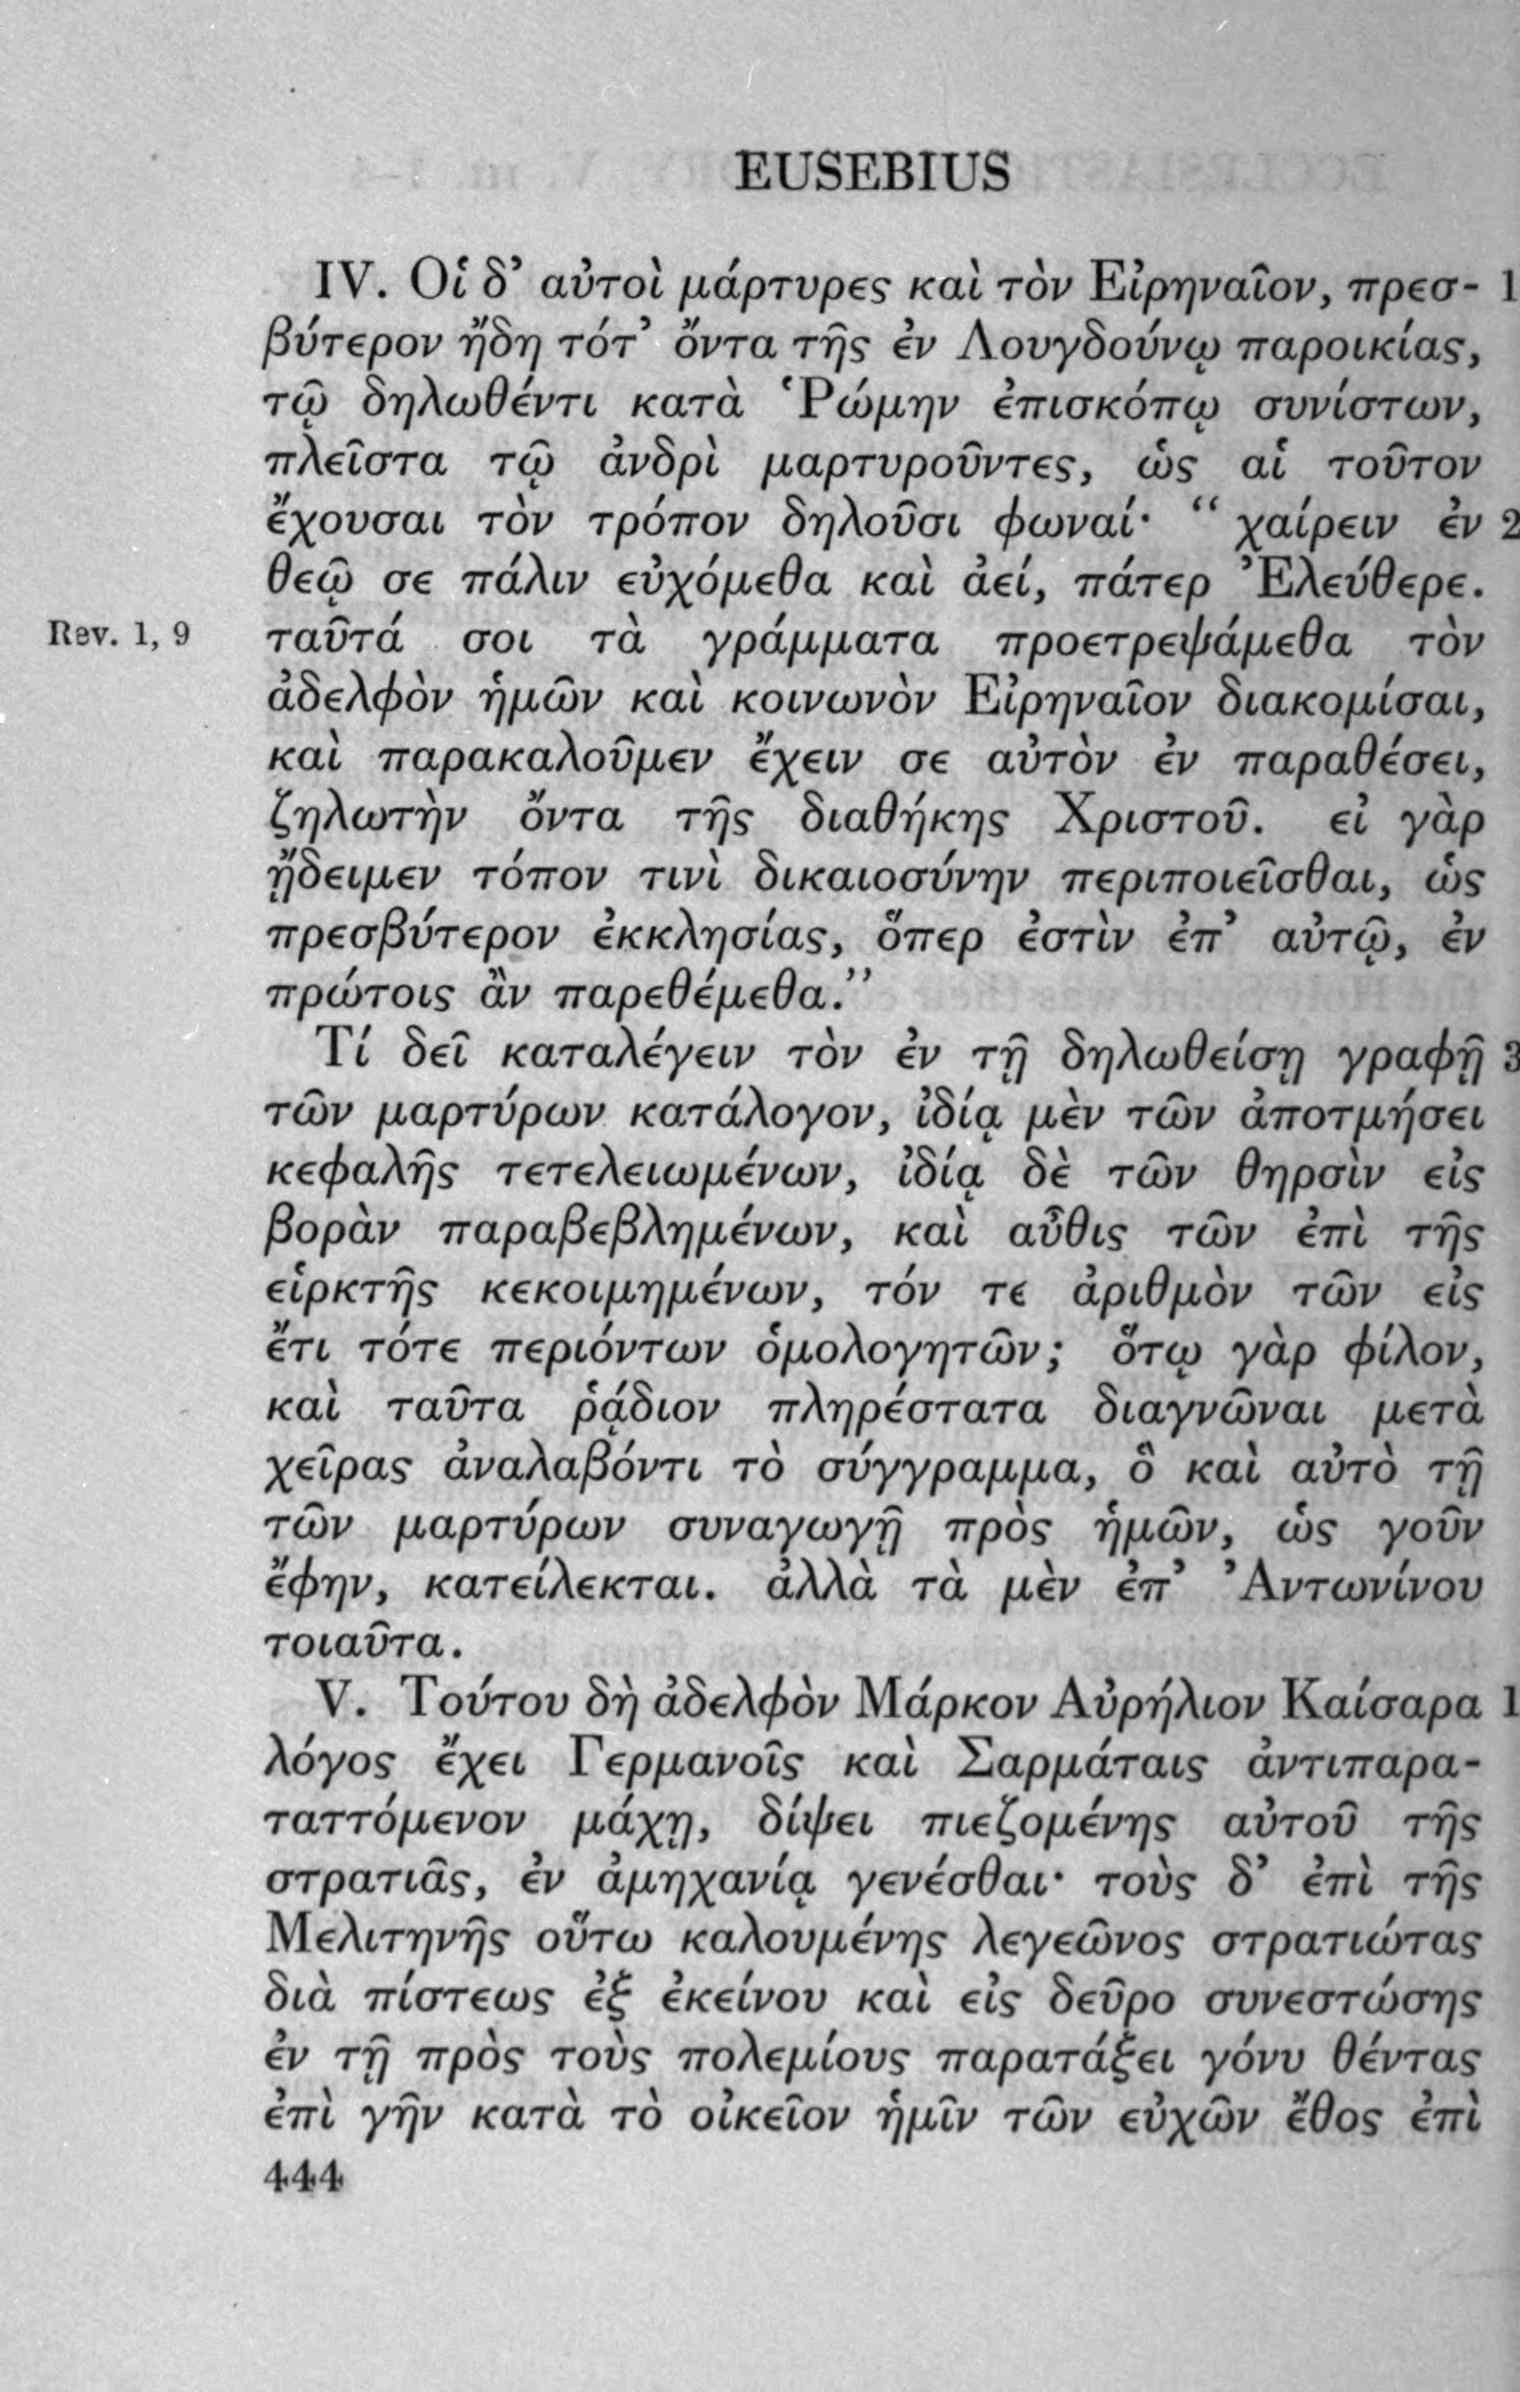 EUSEBIUS
IV. Οἱ δ’ αὐτοὶ μάρτυρες καὶ τὸν Εἰρηναῖον, πρεσ- 1
βύτερον ἤδη τότ’ ὄντα τῆς ἐν Λουγδούνῳ παροικίας,
τῷ δηλωθέντι κατὰ Ῥώμην ἐπισκόπῳ συνίστων,
πλεῖστα τῷ ἀνδρὶ μαρτυροῦντες, ὡς αἱ τοῦτον
ἔχουσαι τὸν τρόπον δηλοῦσι φωναί· “ χαίρειν ἐν 2
θεῷ σε πάλιν εὐχόμεθα καὶ ἀεί, πάτερ Ἐλεύθερε.
Rev. 1, 9 ταῦτά σοι τὰ γράμματα προετρεψάμεθα τὸν
ἀδελφὸν ἡμῶν καὶ κοινωνὸν Εἰρηναῖον διακομίσαι,
καὶ παρακαλοῦμεν ἔχειν σε αὐτὸν ἐν παραθέσει,
ζηλωτὴν ὄντα τῆς διαθήκης Χριστοῦ. εἰ γὰρ
ᾔδειμεν τόπον τινὶ δικαιοσύνην περιποιεῖσθαι, ὡς
πρεσβύτερον ἐκκλησίας, ὅπερ ἐστὶν ἐπ’ αὐτῷ, ἐν
πρώτοις ἂν παρεθέμεθα.”
Τί δεῖ καταλέγειν τὸν ἐν τῇ δηλωθείσῃ γραφῇ 3
τῶν μαρτύρων κατάλογον, ἰδίᾳ μὲν τῶν ἀποτμήσει
κεφαλῆς τετελειωμένων, ἰδίᾳ δὲ τῶν θηρσὶν εἰς
βορὰν παραβεβλημένων, καὶ αὖθις τῶν ἐπὶ τῆς
εἱρκτῆς κεκοιμημένων, τόν τε ἀριθμὸν τῶν εἰς
ἔτι τότε περιόντων ὁμολογητῶν; ὅτῳ γὰρ φίλον,
καὶ ταῦτα ῥᾴδιον πληρέστατα διαγνῶναι μετὰ
χεῖρας ἀναλαβόντι τὸ σύγγραμμα, ὃ καὶ αὐτὸ τῇ
τῶν μαρτύρων συναγωγῇ πρὸς ἡμῶν, ὡς γοῦν
ἔφην, κατείλεκται. ἀλλὰ τὰ μὲν ἐπ’ Ἀντωνίνου
τοιαῦτα.
V. Τούτου δὴ ἀδελφὸν Μάρκον Αὐρήλιον Καίσαρα 1
λόγος ἔχει Γερμανοῖς καὶ Σαρμάταις ἀντιπαρα-
ταττόμενον μάχῃ, δίψει πιεζομένης αὐτοῦ τῆς
στρατιᾶς, ἐν ἀμηχανίᾳ γενέσθαι· τοὺς δ’ ἐπὶ τῆς
Μελιτηνῆς οὕτω καλουμένης λεγεῶνος στρατιώτας
διὰ πίστεως ἐξ ἐκείνου καὶ εἰς δεῦρο συνεστώσης
ἐν τῇ πρὸς τοὺς πολεμίους παρατάξει γόνυ θέντας
ἐπὶ γῆν κατὰ τὸ οἰκεῖον ἡμῖν τῶν εὐχῶν ἔθος ἐπὶ
444